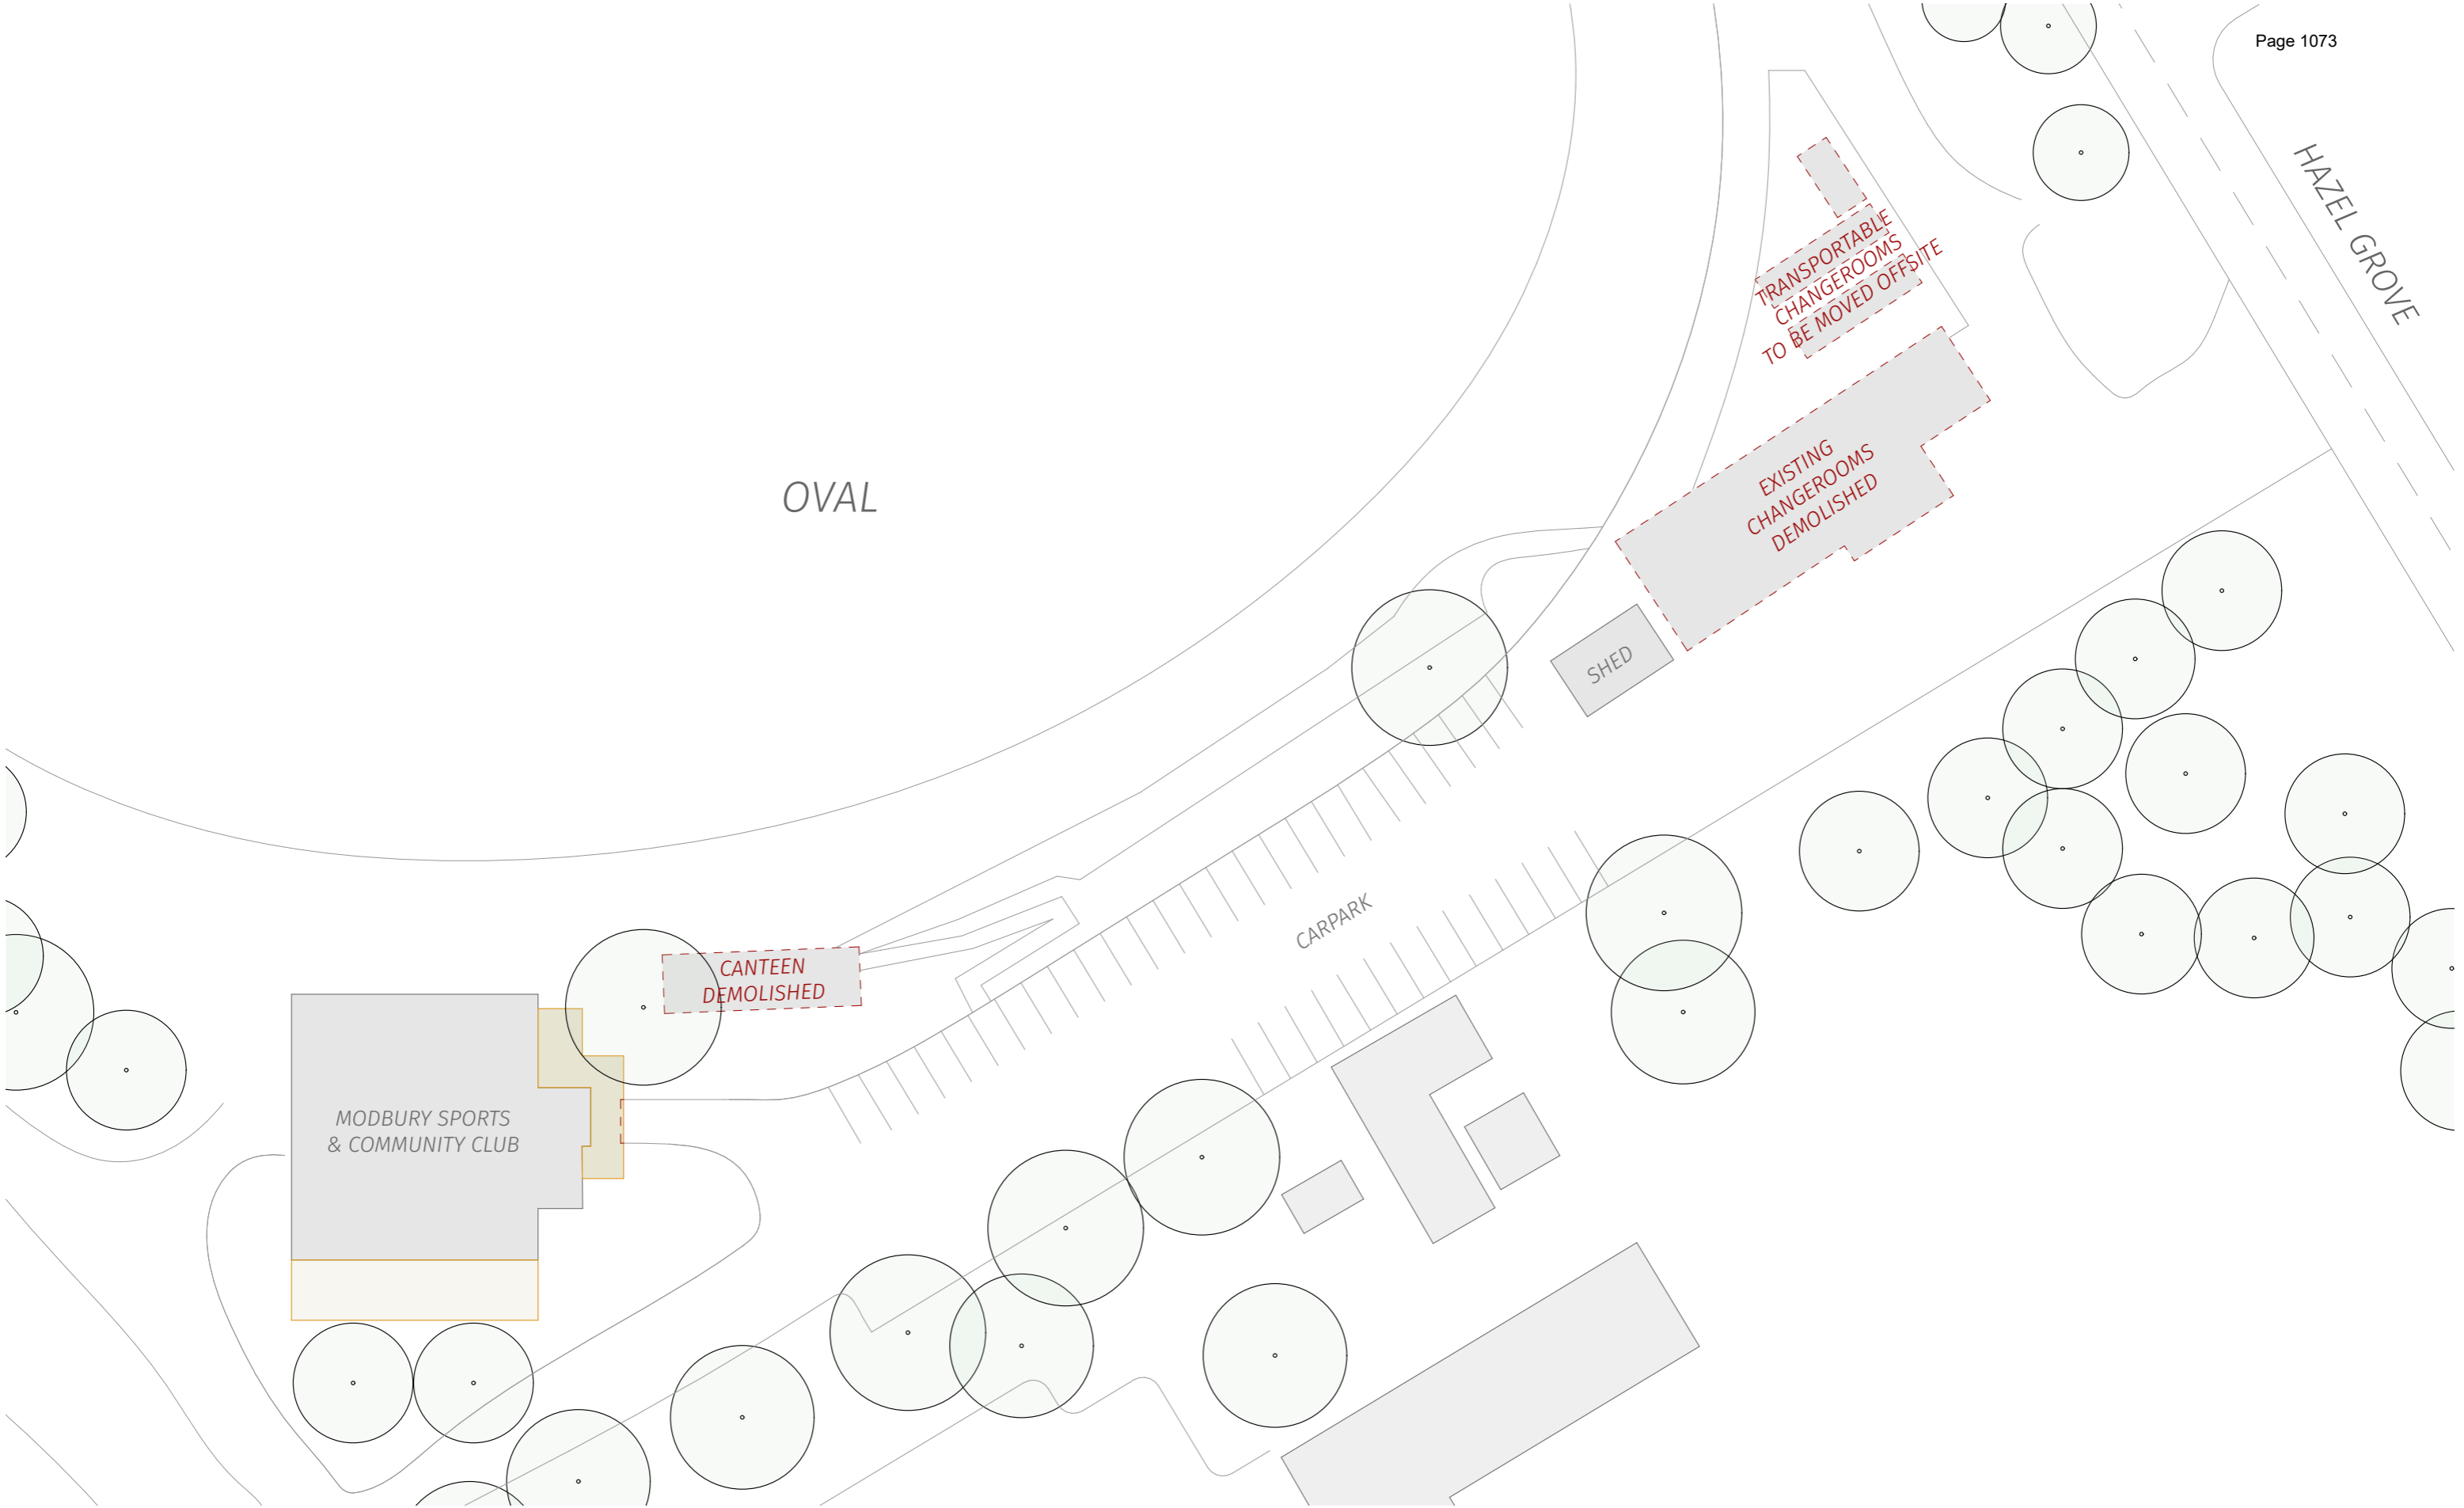 Page 1073
HAZEL GROVE
TRANSPORTABLE
CHANGEROOMS
TO BE MOVED OFFSITE
EXISTING
CHANGEROOMS
DEMOLISHED
OVAL
SHED
CARPARK
CANTEEN
DEMOLISHED
MODBURY SPORTS
& COMMUNITY CLUB